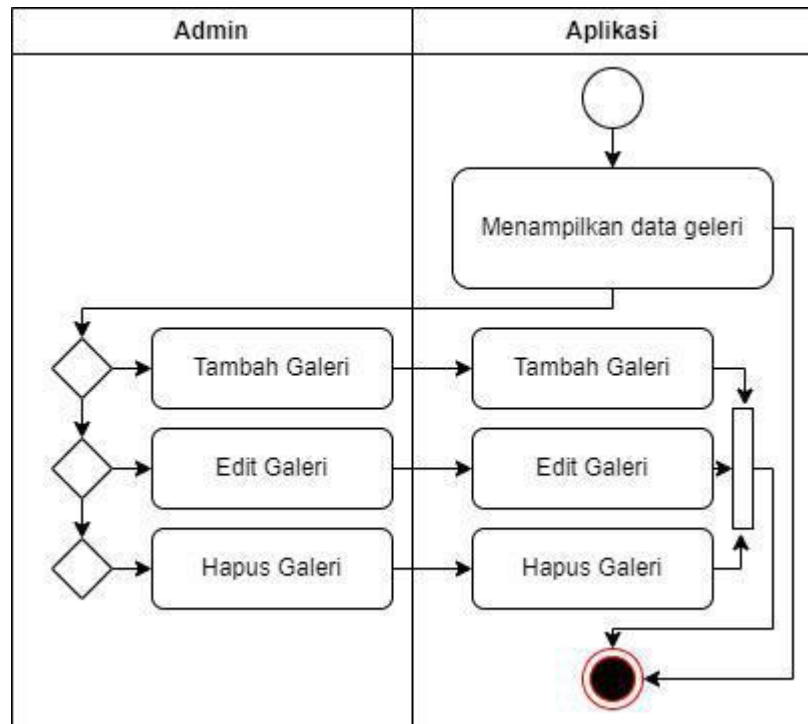 Admin
Aplikasi
Menampilkan data geleri
Tambah Galeri
Tambah Galeri
Edit Galeri
Edit Galeri
Hapus Galeri
Hapus Galeri